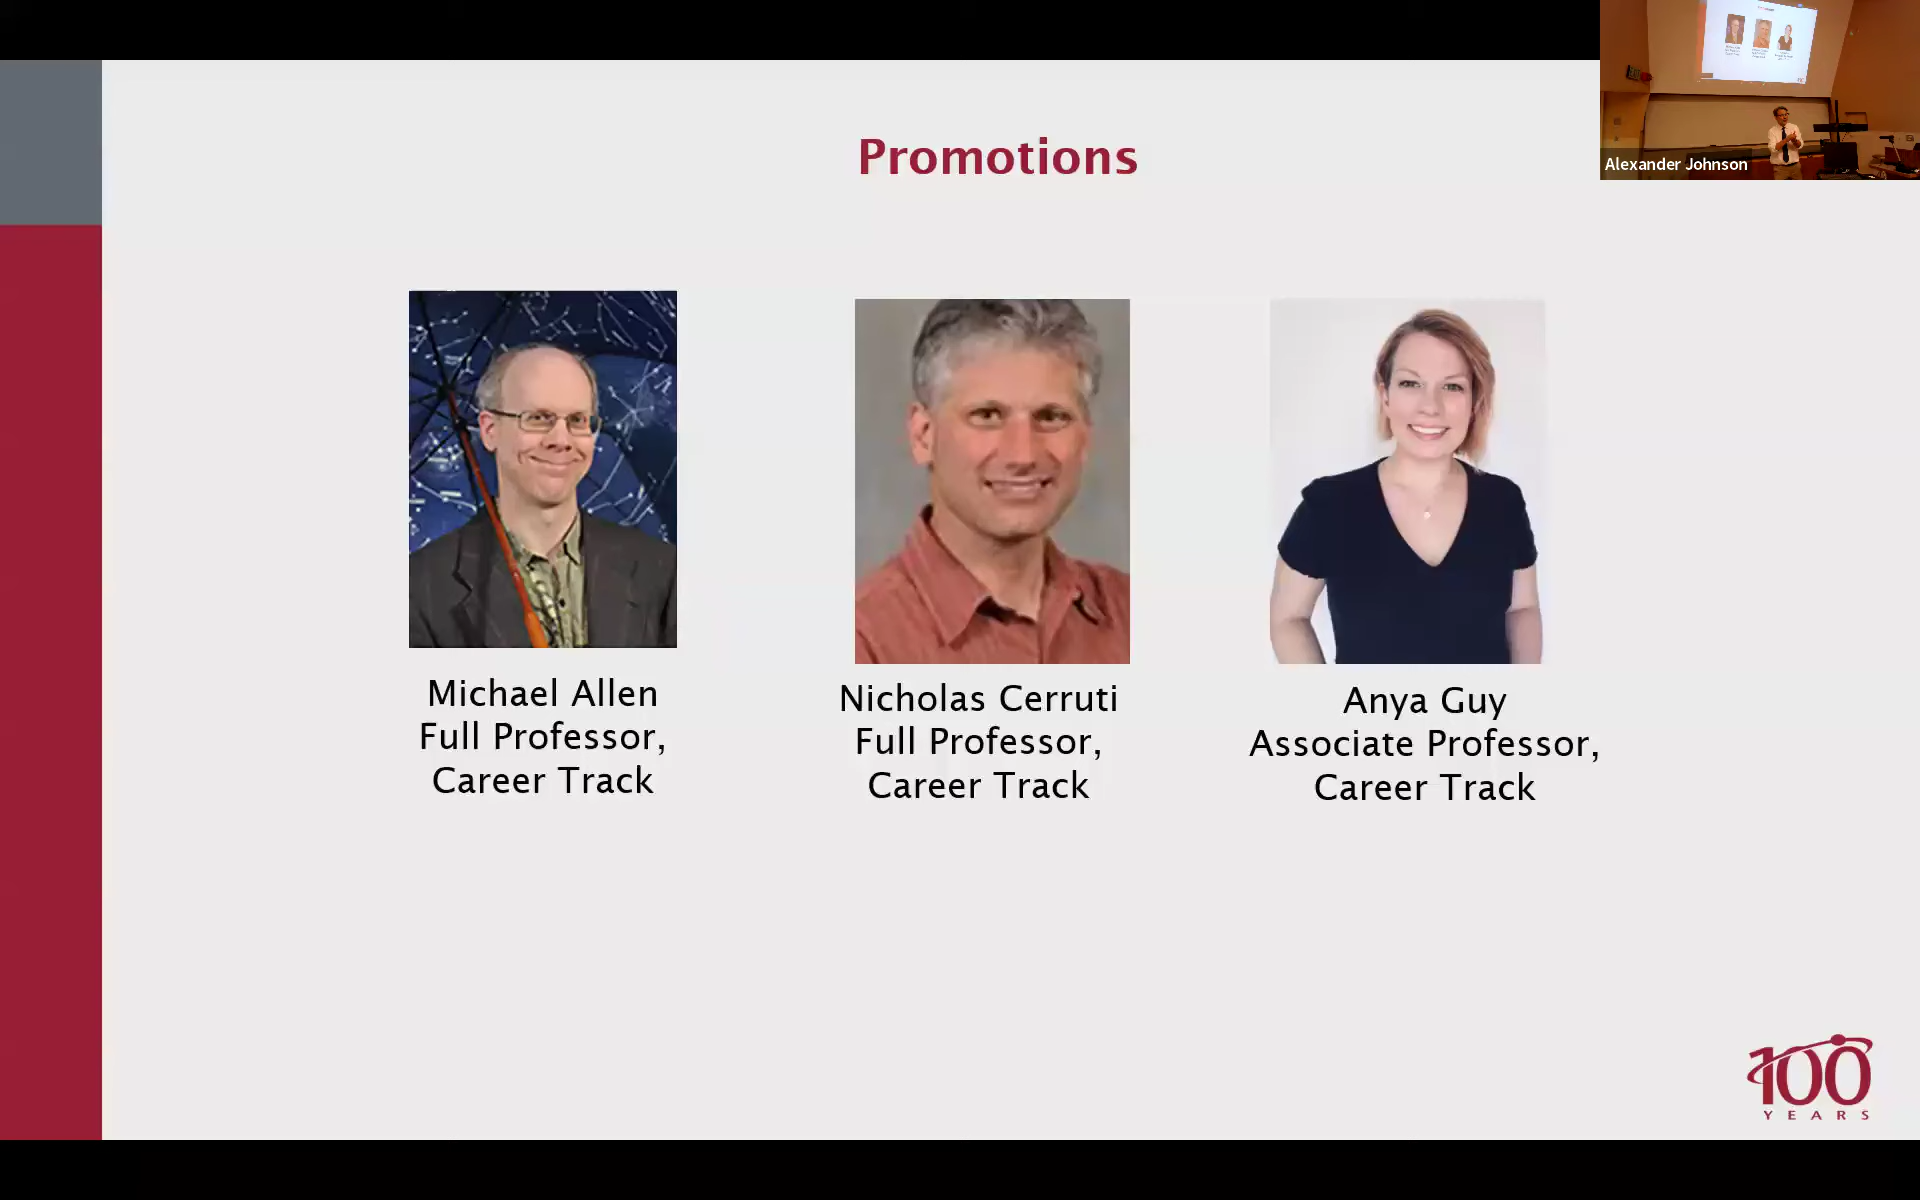 Promotions
Alexander Johnson
Michael Allen
Full Professor,
Career Track
Nicholas Cerruti
Full Professor,
Career Track
Anya Guy
Associate Professor,
Career Track
100
YEARS